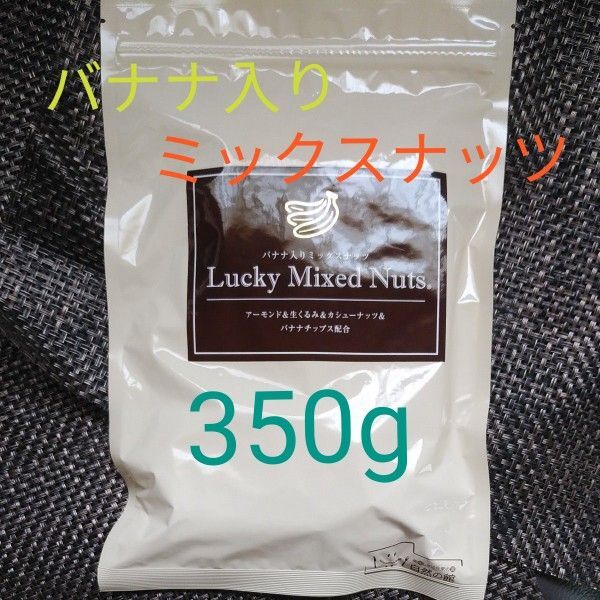 バナナ入り
ミックスナッツ
バナナ入りミックスナッツ
Lucky Mixed Nuts®
アーモンド&生くるみ&カシューナッツ&
バナナチップス配合
350g
自然の館